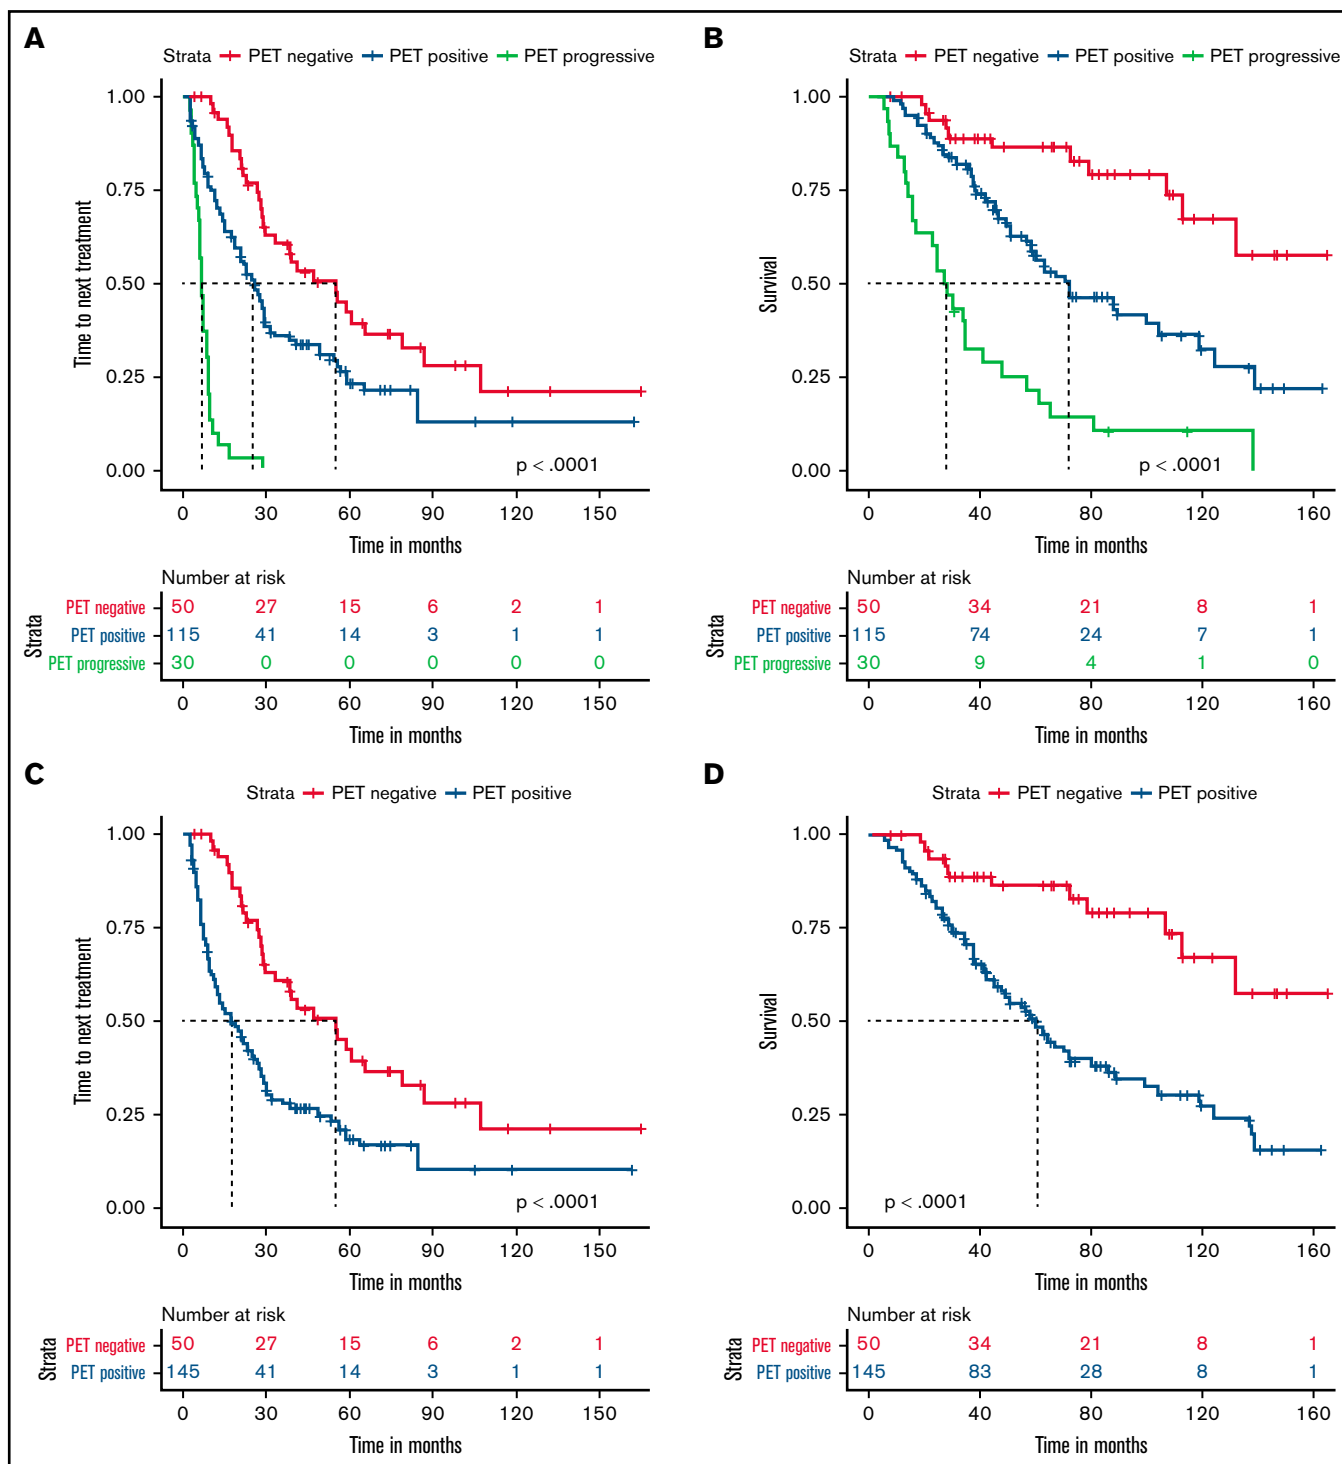 A
Strata PET negative PET positive PET progressive
Time to next treatment
1.00
0.75
0.50
0.25
0.00
p < .0001
0 30 60 90 120 150
Time in months
Number at risk
Strata
PET negative 50 27 15 6 2 1
PET positive 115 41 14 3 1 1
PET progressive 30 0 0 0 0 0
0 30 60 90 120 150
Time in months
B
Strata PET negative PET positive PET progressive
Survival
1.00
0.75
0.50
0.25
0.00
p < .0001
0 40 80 120 160
Time in months
Number at risk
Strata
PET negative 50 34 21 8 1
PET positive 115 74 24 7 1
PET progressive 30 9 4 1 0
0 40 80 120 160
Time in months
C
Strata PET negative PET positive
Time to next treatment
1.00
0.75
0.50
0.25
0.00
p < .0001
0 30 60 90 120 150
Time in months
Number at risk
Strata
PET negative 50 27 15 6 2 1
PET positive 145 41 14 3 1 1
0 30 60 90 120 150
Time in months
D
Strata PET negative PET positive
Survival
1.00
0.75
0.50
0.25
0.00
p < .0001
0 40 80 120 160
Time in months
Number at risk
Strata
PET negative 50 34 21 8 1
PET positive 145 83 28 8 1
0 40 80 120 160
Time in months